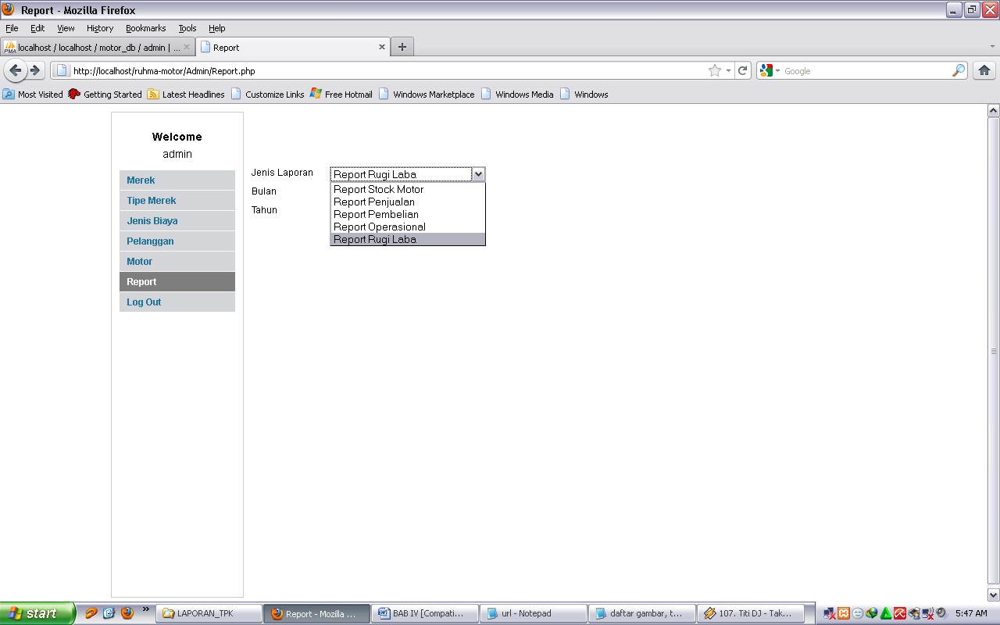 Report - Mozilla Firefox
File Edit View History Bookmarks Tools Help
PMA localhost / localhost / motor_db / admin | ... Report
http://localhost/ruhma-motor/Admin/Report.php Google
Most Visited Getting Started Latest Headlines Customize Links Free Hotmail Windows Marketplace Windows Media Windows
Welcome
admin
Merek
Tipe Merek
Jenis Biaya
Pelanggan
Motor
Report
Log Out
Jenis Laporan Report Rugi Laba
Bulan
Tahun
Report Stock Motor
Report Penjualan
Report Pembelian
Report Operasional
Report Rugi Laba
start LAPORAN_TPK Report - Mozilla ... BAB IV [Compati... url - Notepad daftar gambar, t... 107. Titi DJ - Tak... 5:47 AM